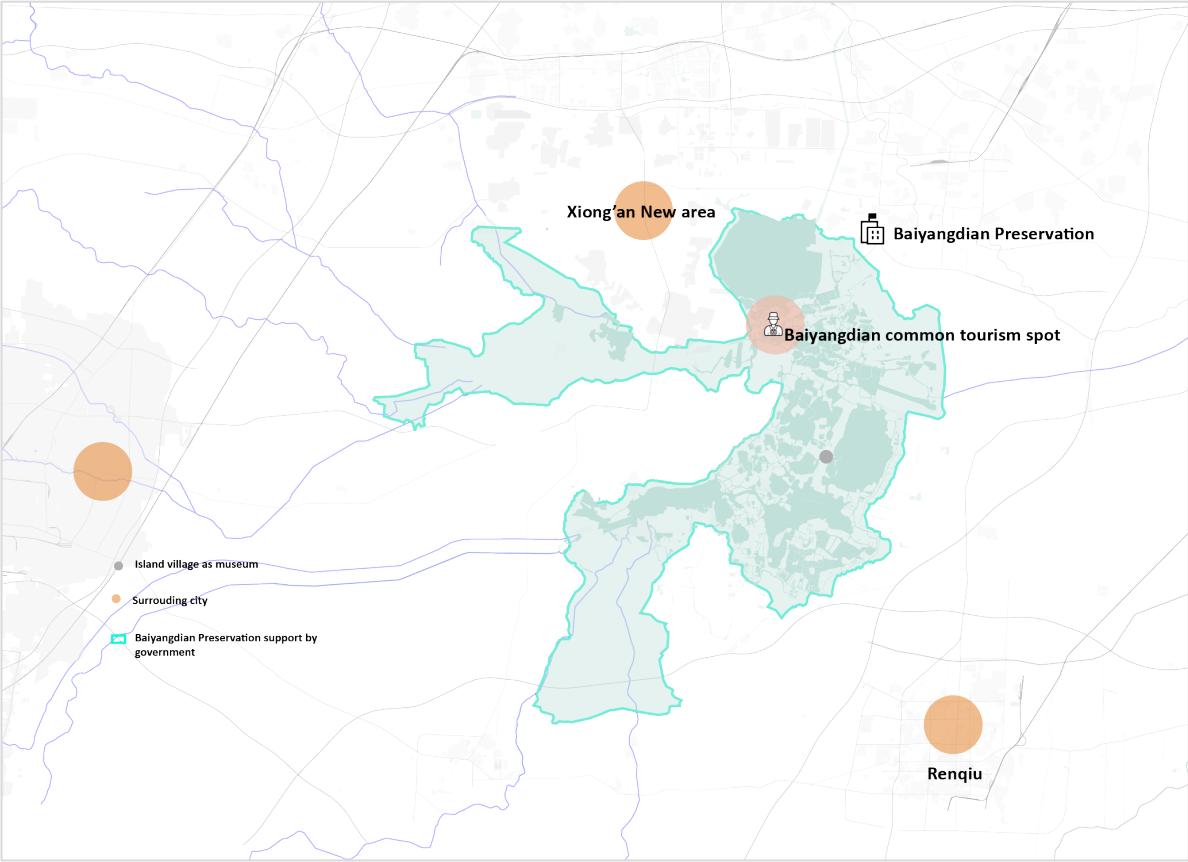 Xiong’an New area
Baiyangdian Preservation
Baiyangdian common tourism spot
Island village as museum
Surrouding city
Baiyangdian Preservation support by
government
Renqiu